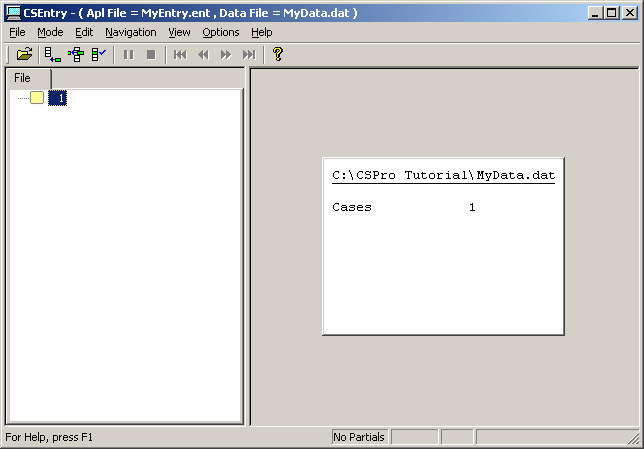 CSEntry - ( Apl File = MyEntry.ent , Data File = MyData.dat )
File Mode Edit Navigation View Options Help
File
1
C:\CSPro Tutorial\MyData.dat
Cases 1
For Help, press F1
No Partials